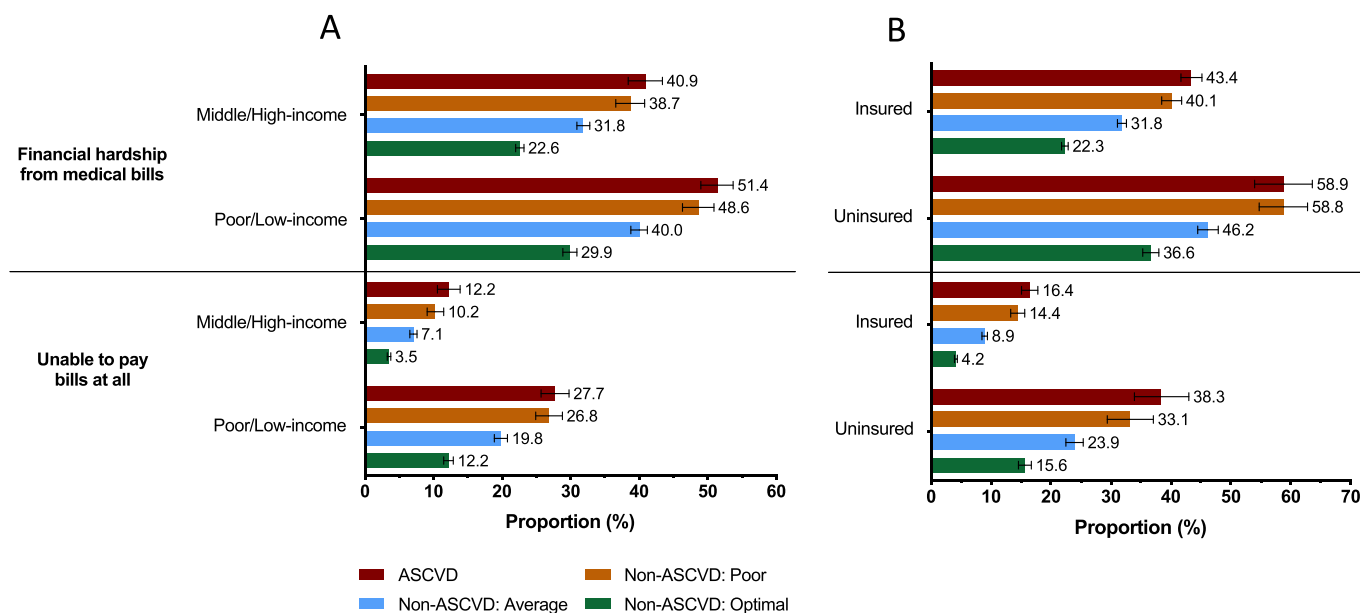 A
B
Financial hardship
from medical bills
Middle/High-income
40.9
38.7
31.8
22.6
Poor/Low-income
51.4
48.6
40.0
29.9
Unable to pay
bills at all
Middle/High-income
12.2
10.2
7.1
3.5
Poor/Low-income
27.7
26.8
19.8
12.2
0 10 20 30 40 50 60
Proportion (%)
Insured
43.4
40.1
31.8
22.3
Uninsured
58.9
58.8
46.2
36.6
Insured
16.4
14.4
8.9
4.2
Uninsured
38.3
33.1
23.9
15.6
0 10 20 30 40 50 60 70
Proportion (%)
ASCVD
Non-ASCVD: Poor
Non-ASCVD: Average
Non-ASCVD: Optimal